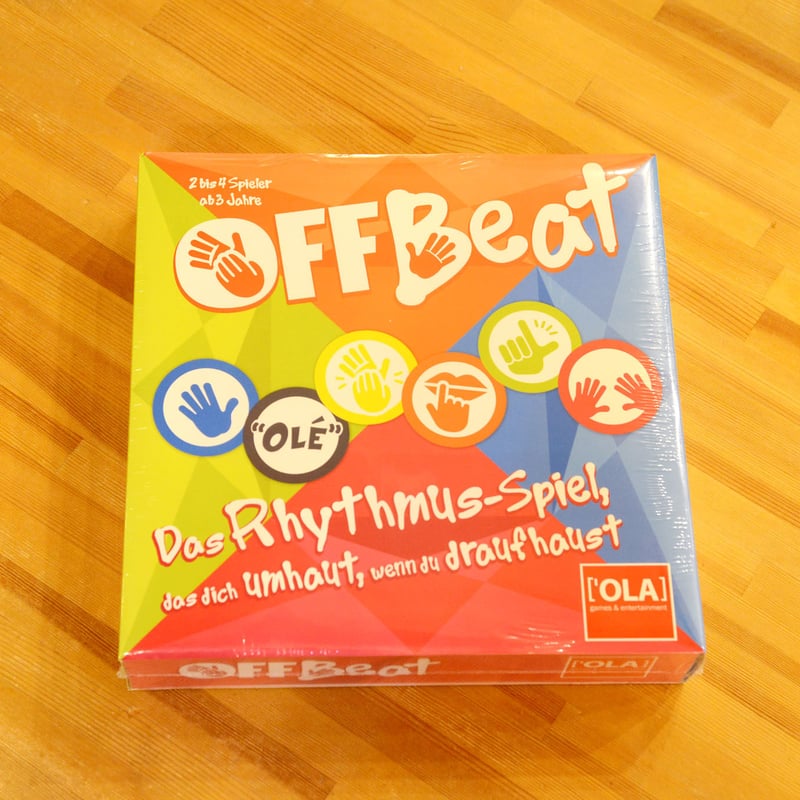 2 bis 4 Spieler
ab 3 Jahre
OFFBeat
"OLÉ"
Das Rhythmus-Spiel,
das dich umhaut, wenn du draufhaust
['OLA]
games & entertainment
OFFBeat
['OLA]